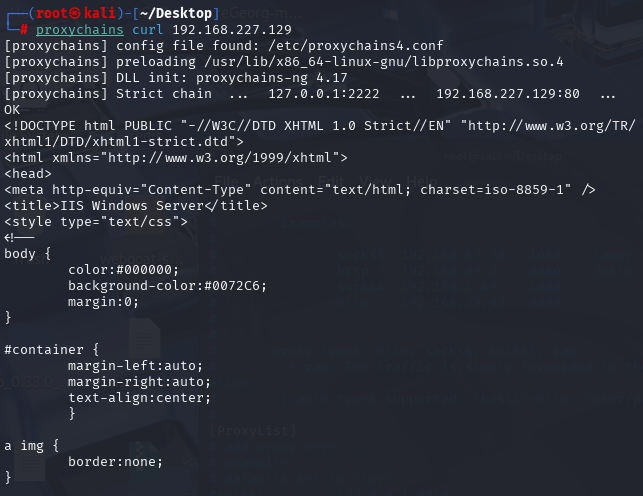 (root㉿kali)-[~/Desktop]
# proxychains curl 192.168.227.129
[proxychains] config file found: /etc/proxychains4.conf
[proxychains] preloading /usr/lib/x86_64-linux-gnu/libproxychains.so.4
[proxychains] DLL init: proxychains-ng 4.17
[proxychains] Strict chain  ...  127.0.0.1:2222  ...  192.168.227.129:80  ...
OK
<!DOCTYPE html PUBLIC "-//W3C//DTD XHTML 1.0 Strict//EN" "http://www.w3.org/TR/
xhtml1/DTD/xhtml1-strict.dtd">
<html xmlns="http://www.w3.org/1999/xhtml">
<head>
<meta http-equiv="Content-Type" content="text/html; charset=iso-8859-1" />
<title>IIS Windows Server</title>
<style type="text/css">
<!--
body {
        color:#000000;
        background-color:#0072C6;
        margin:0;
}

#container {
        margin-left:auto;
        margin-right:auto;
        text-align:center;
        }

a img {
        border:none;
}